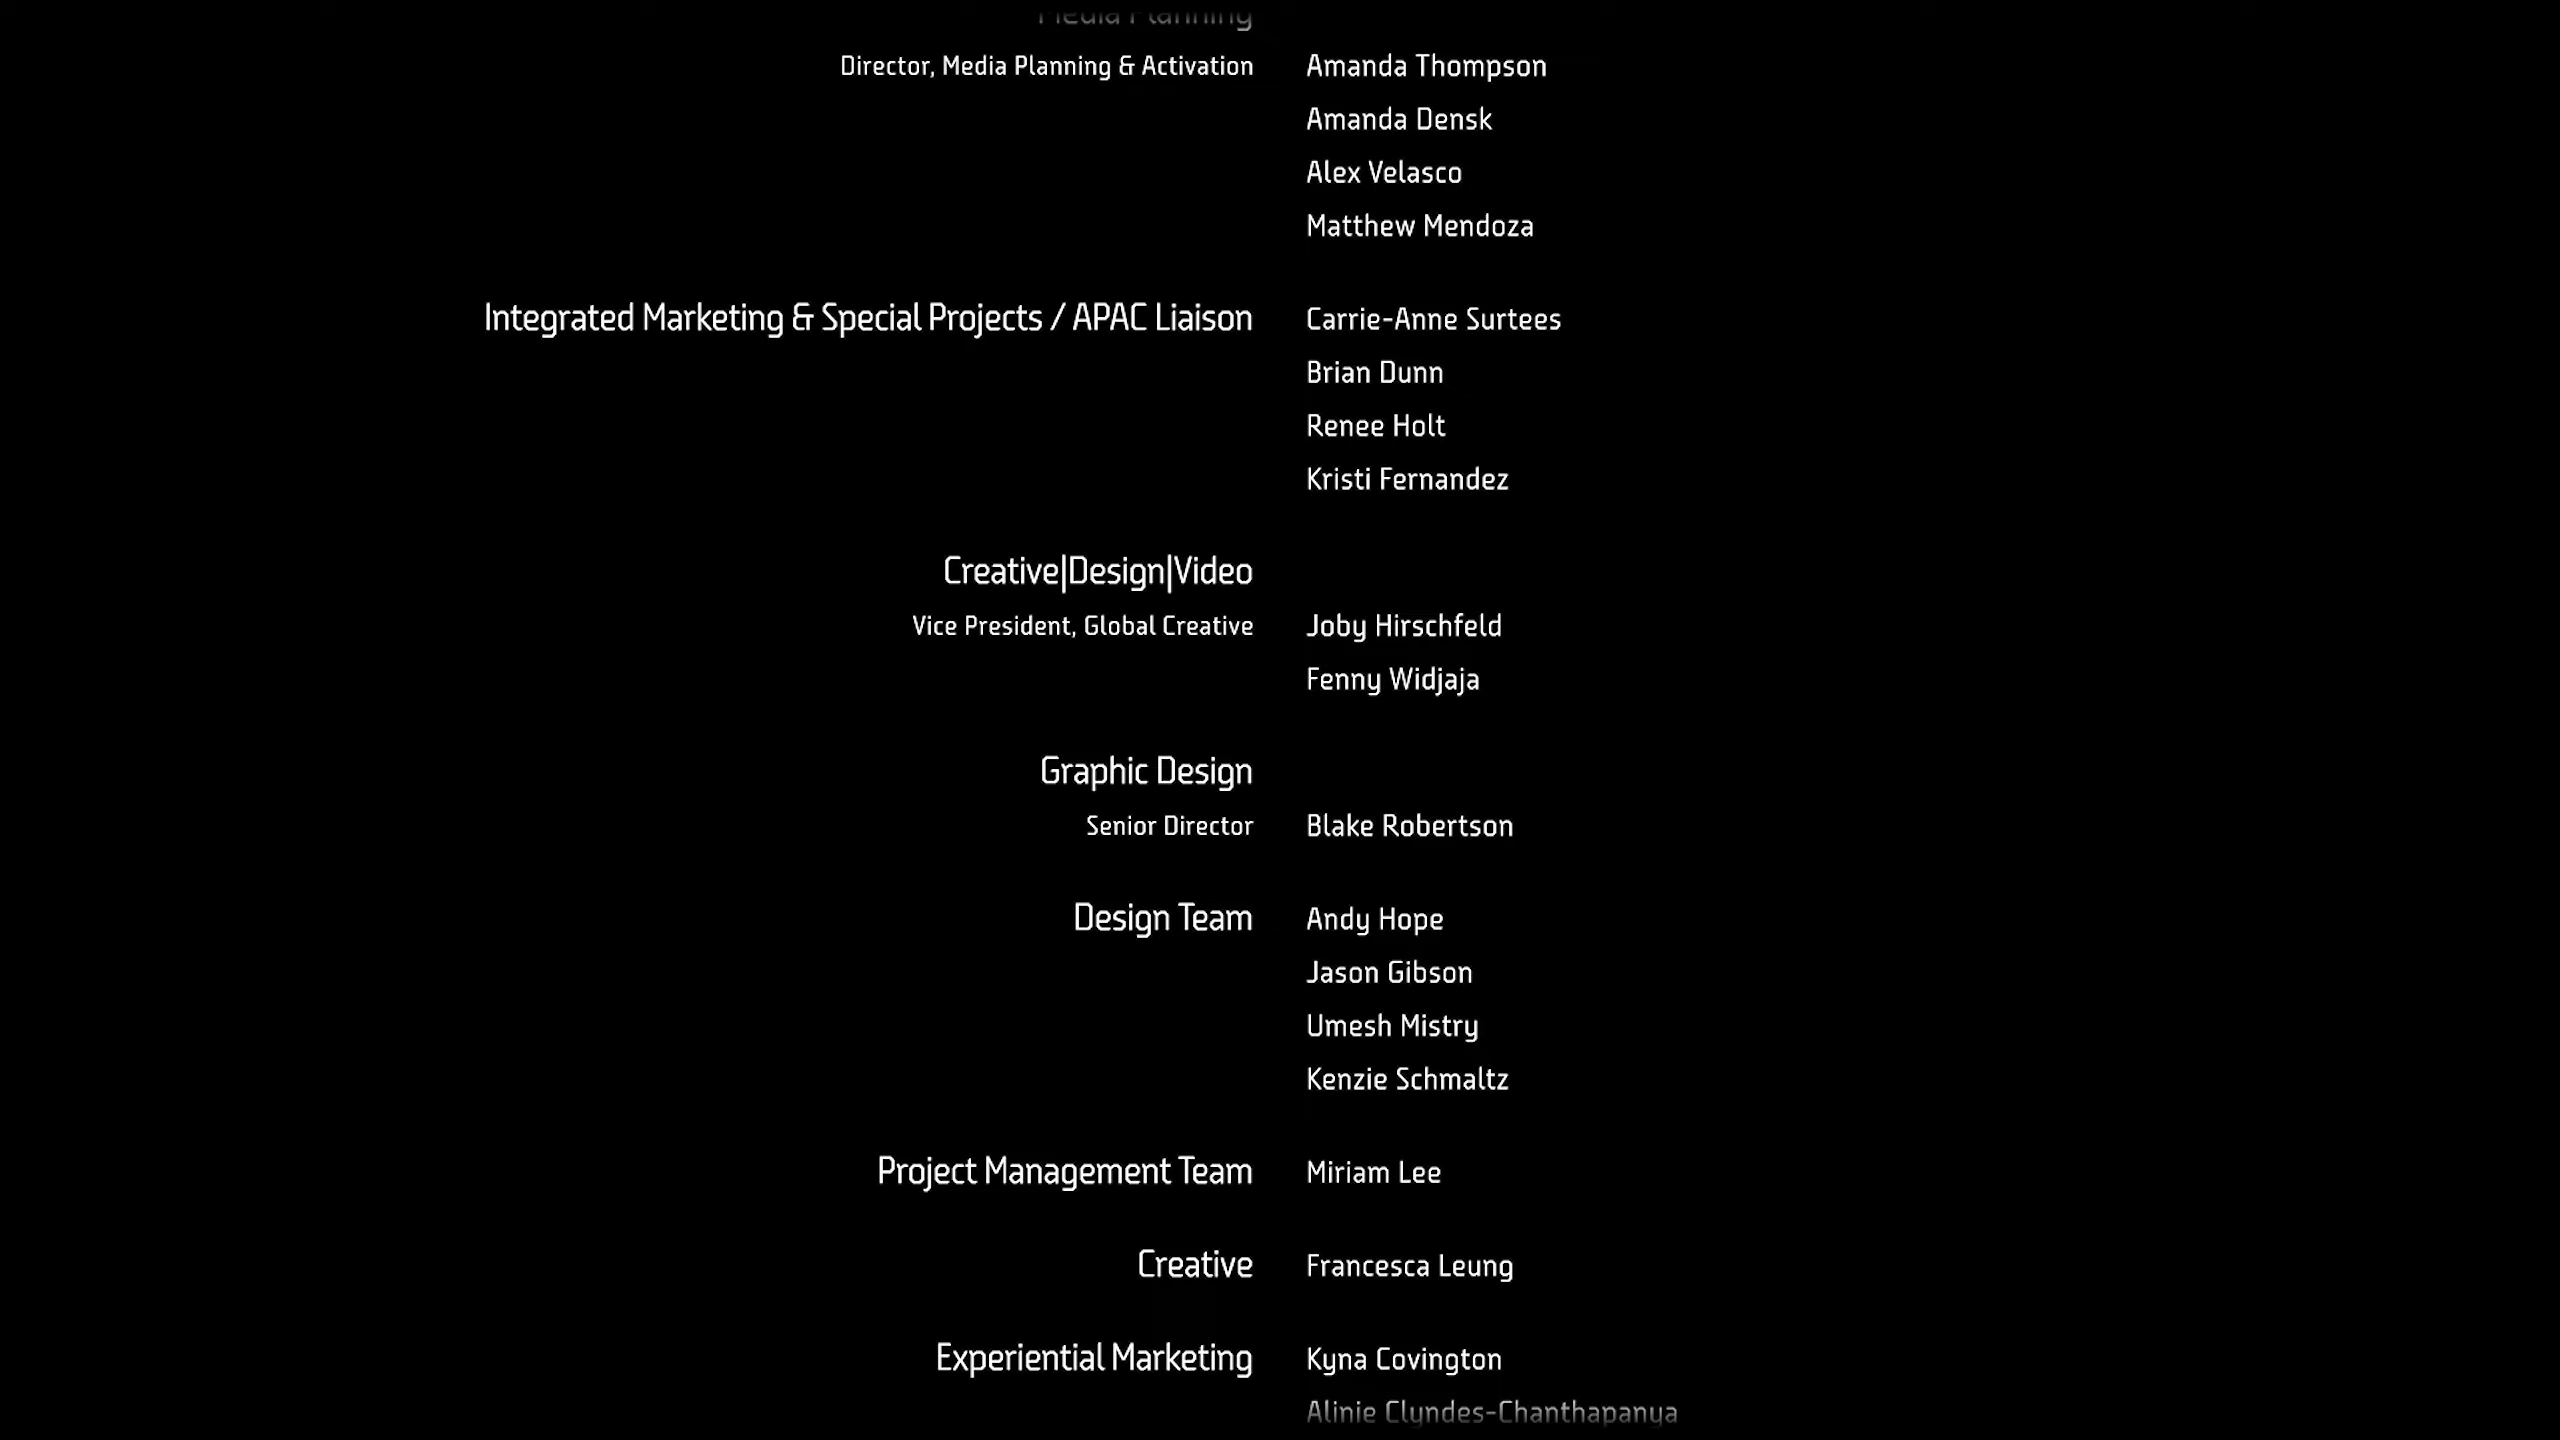 Media Planning
Director, Media Planning & Activation Amanda Thompson
Amanda Densk
Alex Velasco
Matthew Mendoza
Integrated Marketing & Special Projects / APAC Liaison Carrie-Anne Surtees
Brian Dunn
Renee Holt
Kristi Fernandez
Creative|Design|Video
Vice President, Global Creative Joby Hirschfeld
Fenny Widjaja
Graphic Design
Senior Director Blake Robertson
Design Team Andy Hope
Jason Gibson
Umesh Mistry
Kenzie Schmaltz
Project Management Team Miriam Lee
Creative Francesca Leung
Experiential Marketing Kyna Covington
Alinie Clyndes-Chanthapanya